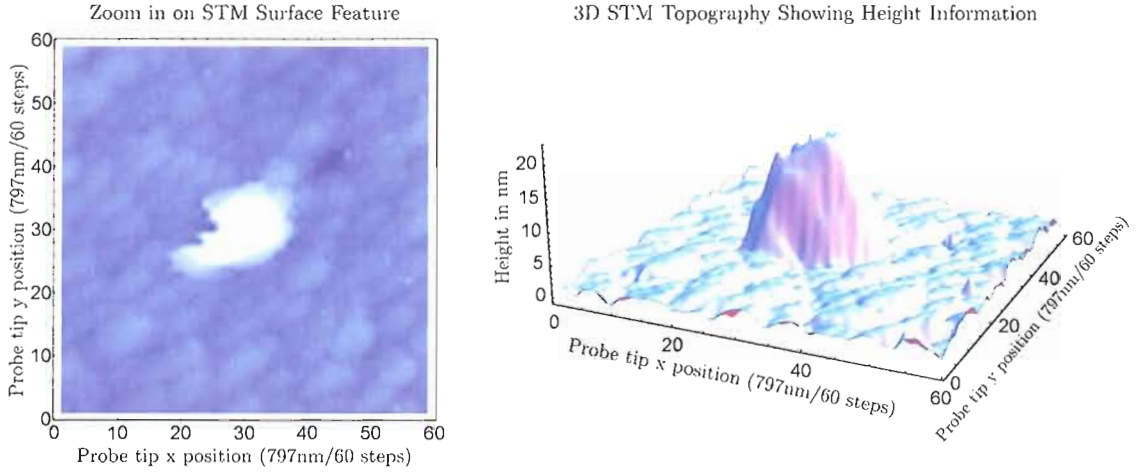 Zoom in on STM Surface Feature
60
50
40
30
20
10
0
0 10 20 30 40 50 60
Probe tip y position (797nm/60 steps)
Probe tip x position (797nm/60 steps)
3D STM Topography Showing Height Information
20
15
10
5
0
Height in nm
0
20
40
60
Probe tip x position (797nm/60 steps)
0
20
40
60
Probe tip y position (797nm/60 steps)